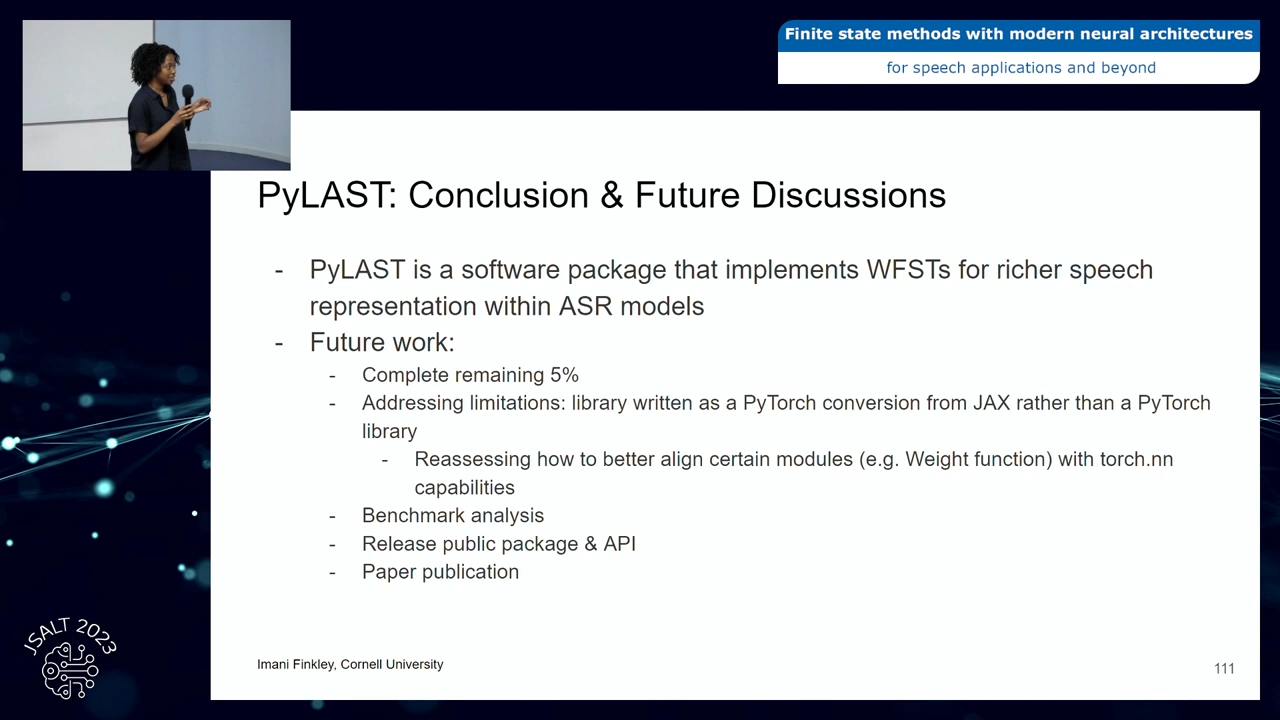 Finite state methods with modern neural architectures
for speech applications and beyond
PyLAST: Conclusion & Future Discussions
- PyLAST is a software package that implements WFSTs for richer speech
representation within ASR models
- Future work:
- Complete remaining 5%
- Addressing limitations: library written as a PyTorch conversion from JAX rather than a PyTorch
library
- Reassessing how to better align certain modules (e.g. Weight function) with torch.nn
capabilities
- Benchmark analysis
- Release public package & API
- Paper publication
JSALT 2023
Imani Finkley, Cornell University
111